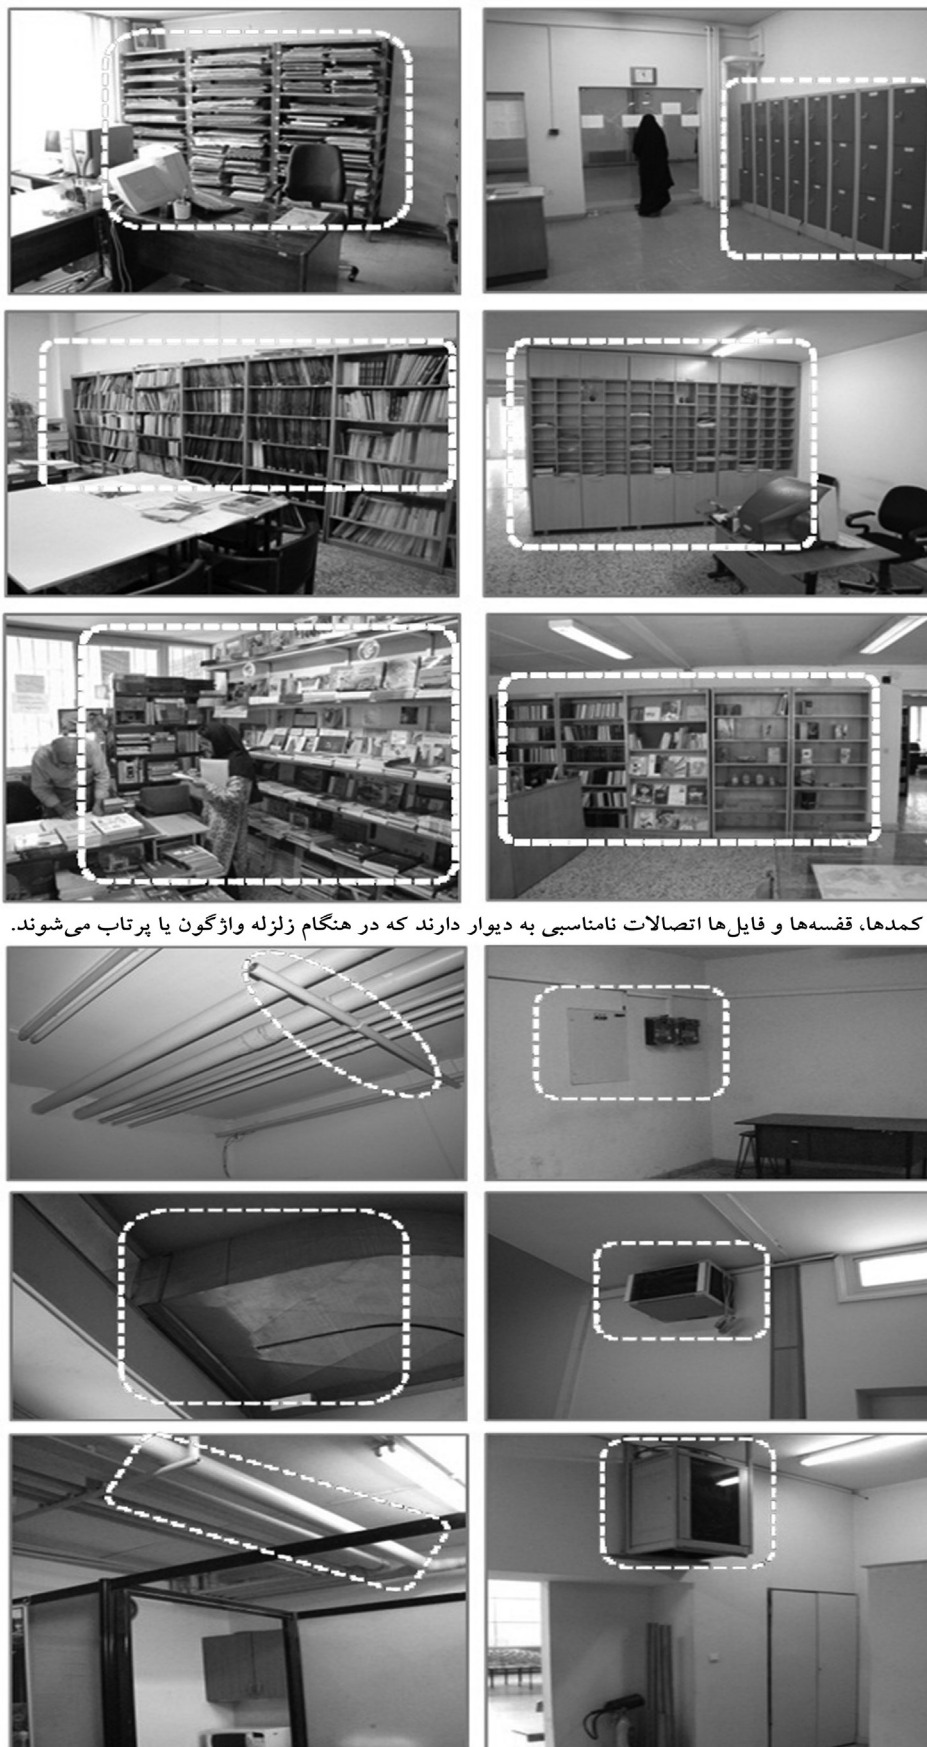 کمدها، قفسه‌ها و فایل‌ها اتصالات نامناسبی به دیوار دارند که در هنگام زلزله واژگون یا پرتاب می‌شوند.